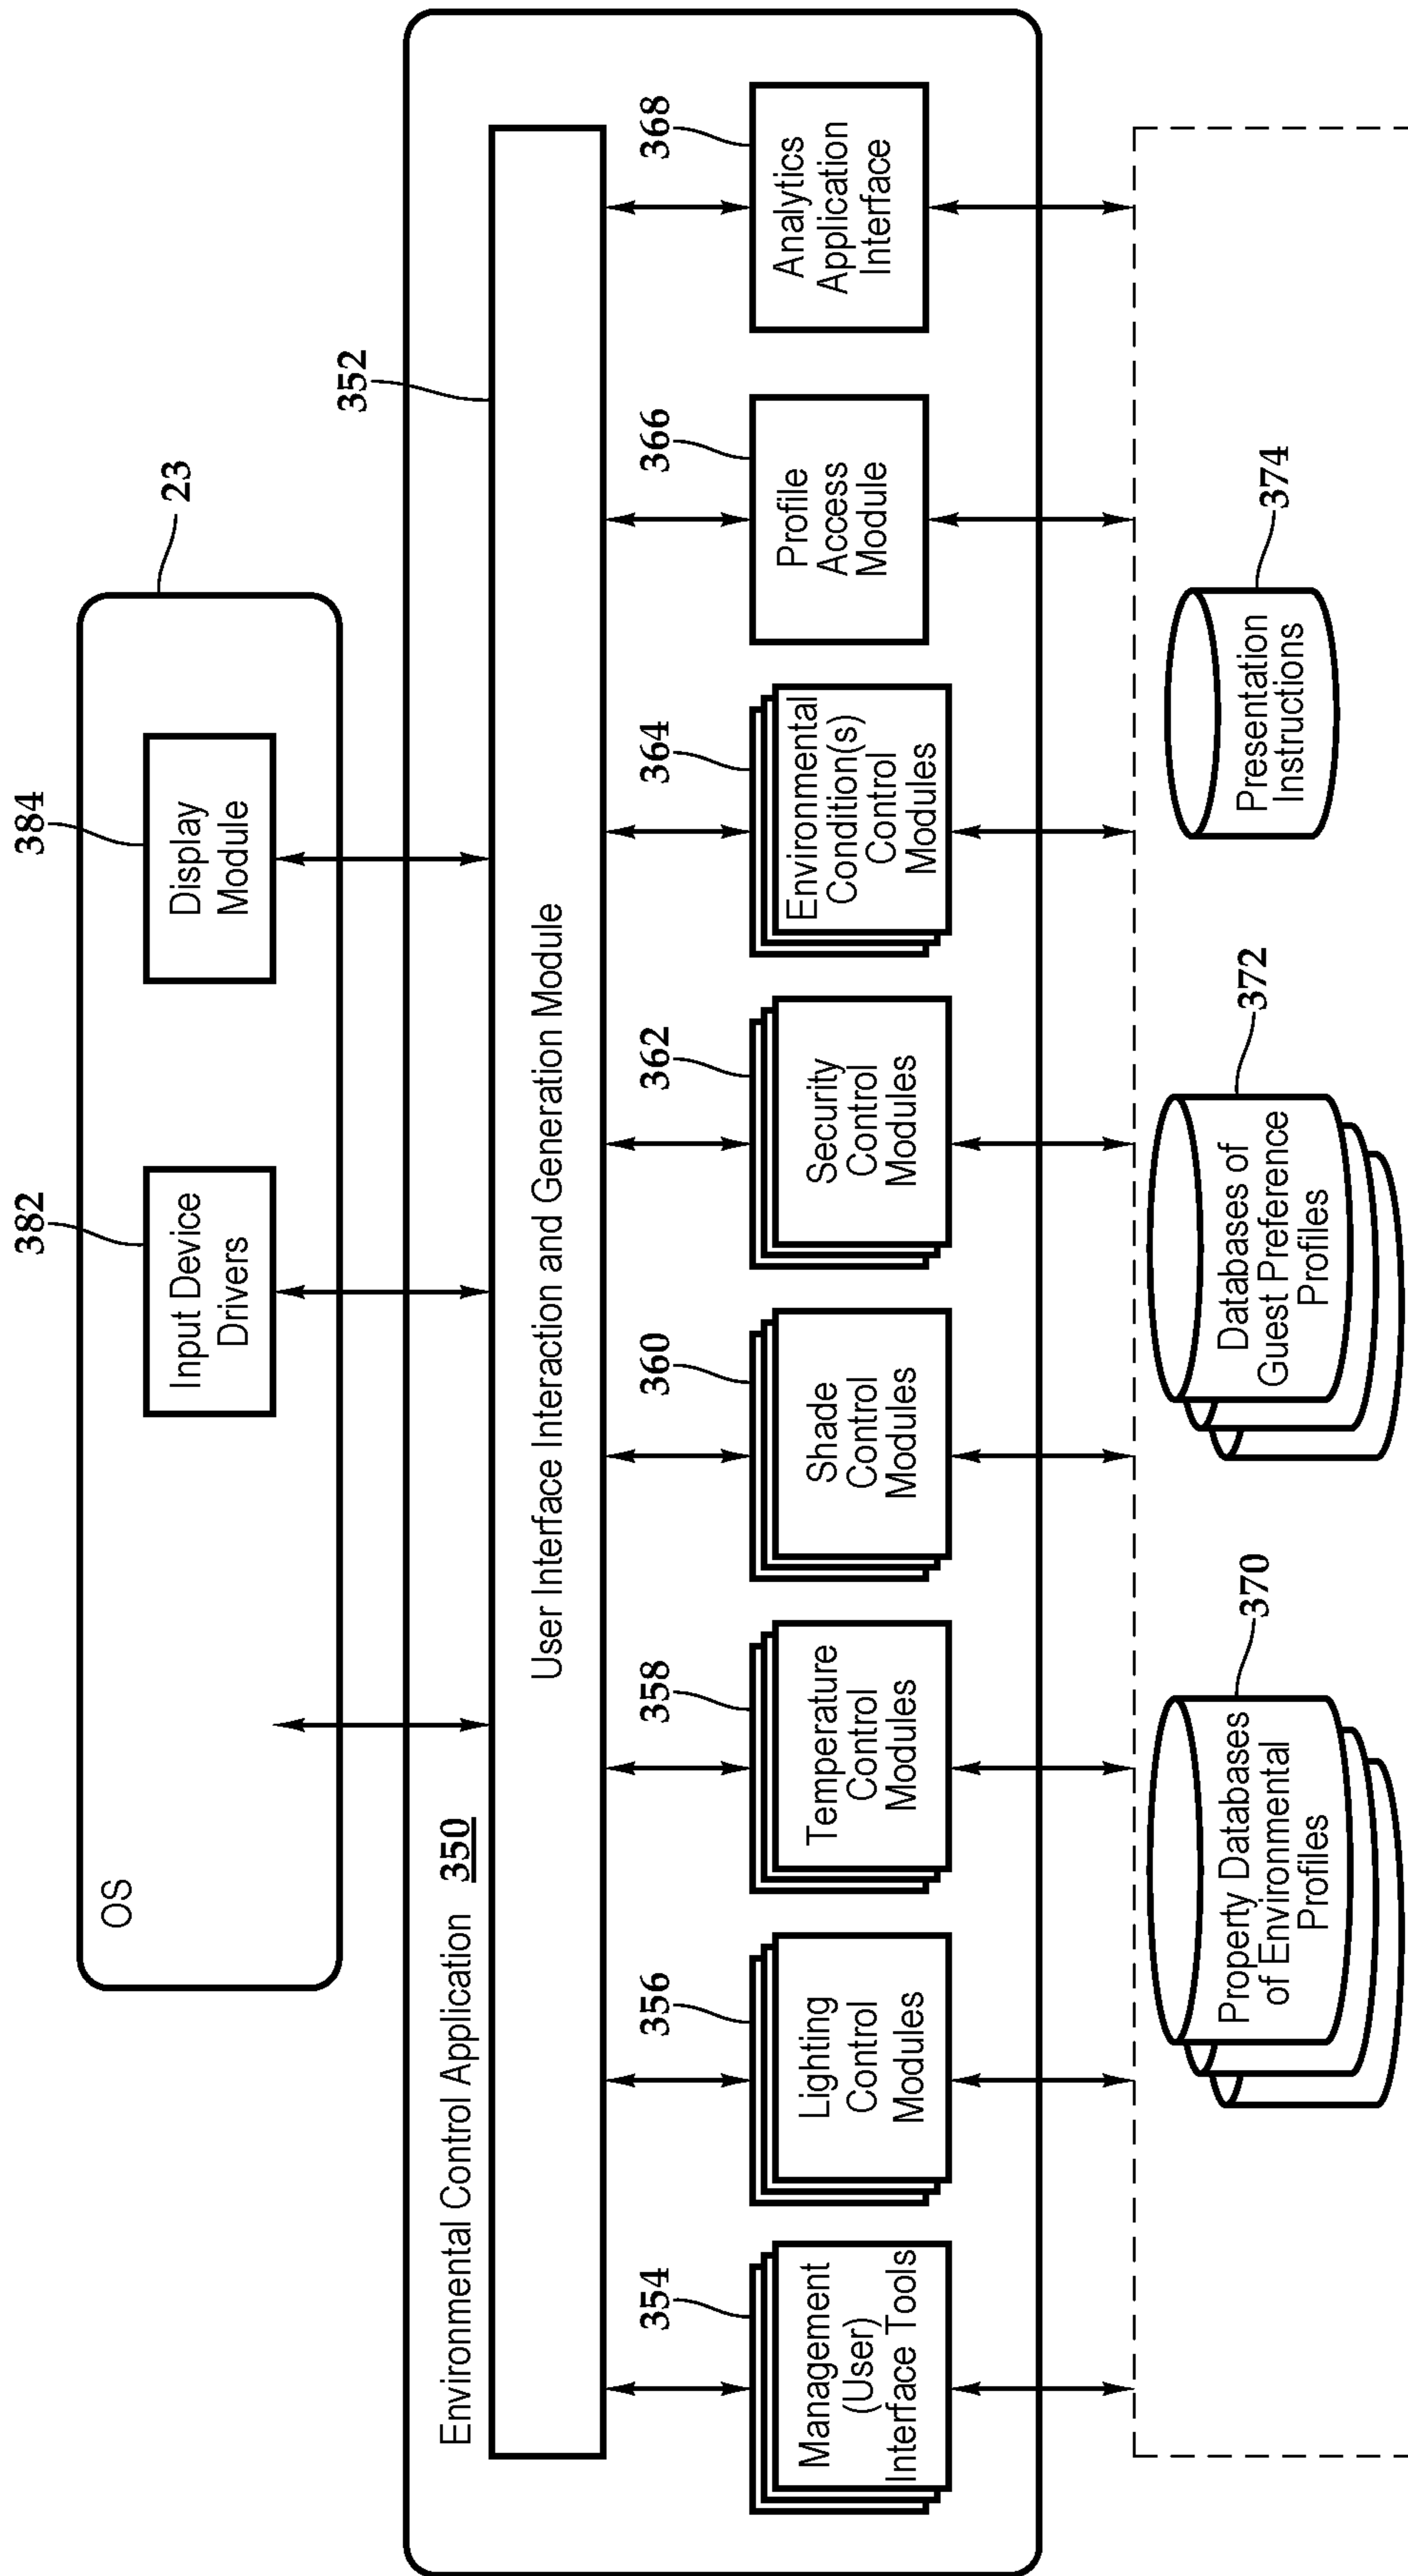 23
OS
382
Input Device
Drivers
384
Display
Module
Environmental Control Application 350
352
User Interface Interaction and Generation Module
354
Management
(User)
Interface Tools
356
Lighting
Control
Modules
358
Temperature
Control
Modules
360
Shade
Control
Modules
362
Security
Control
Modules
364
Environmental
Condition(s)
Control
Modules
366
Profile
Access
Module
368
Analytics
Application
Interface
370
Property Databases
of Environmental
Profiles
372
Databases of
Guest Preference
Profiles
374
Presentation
Instructions